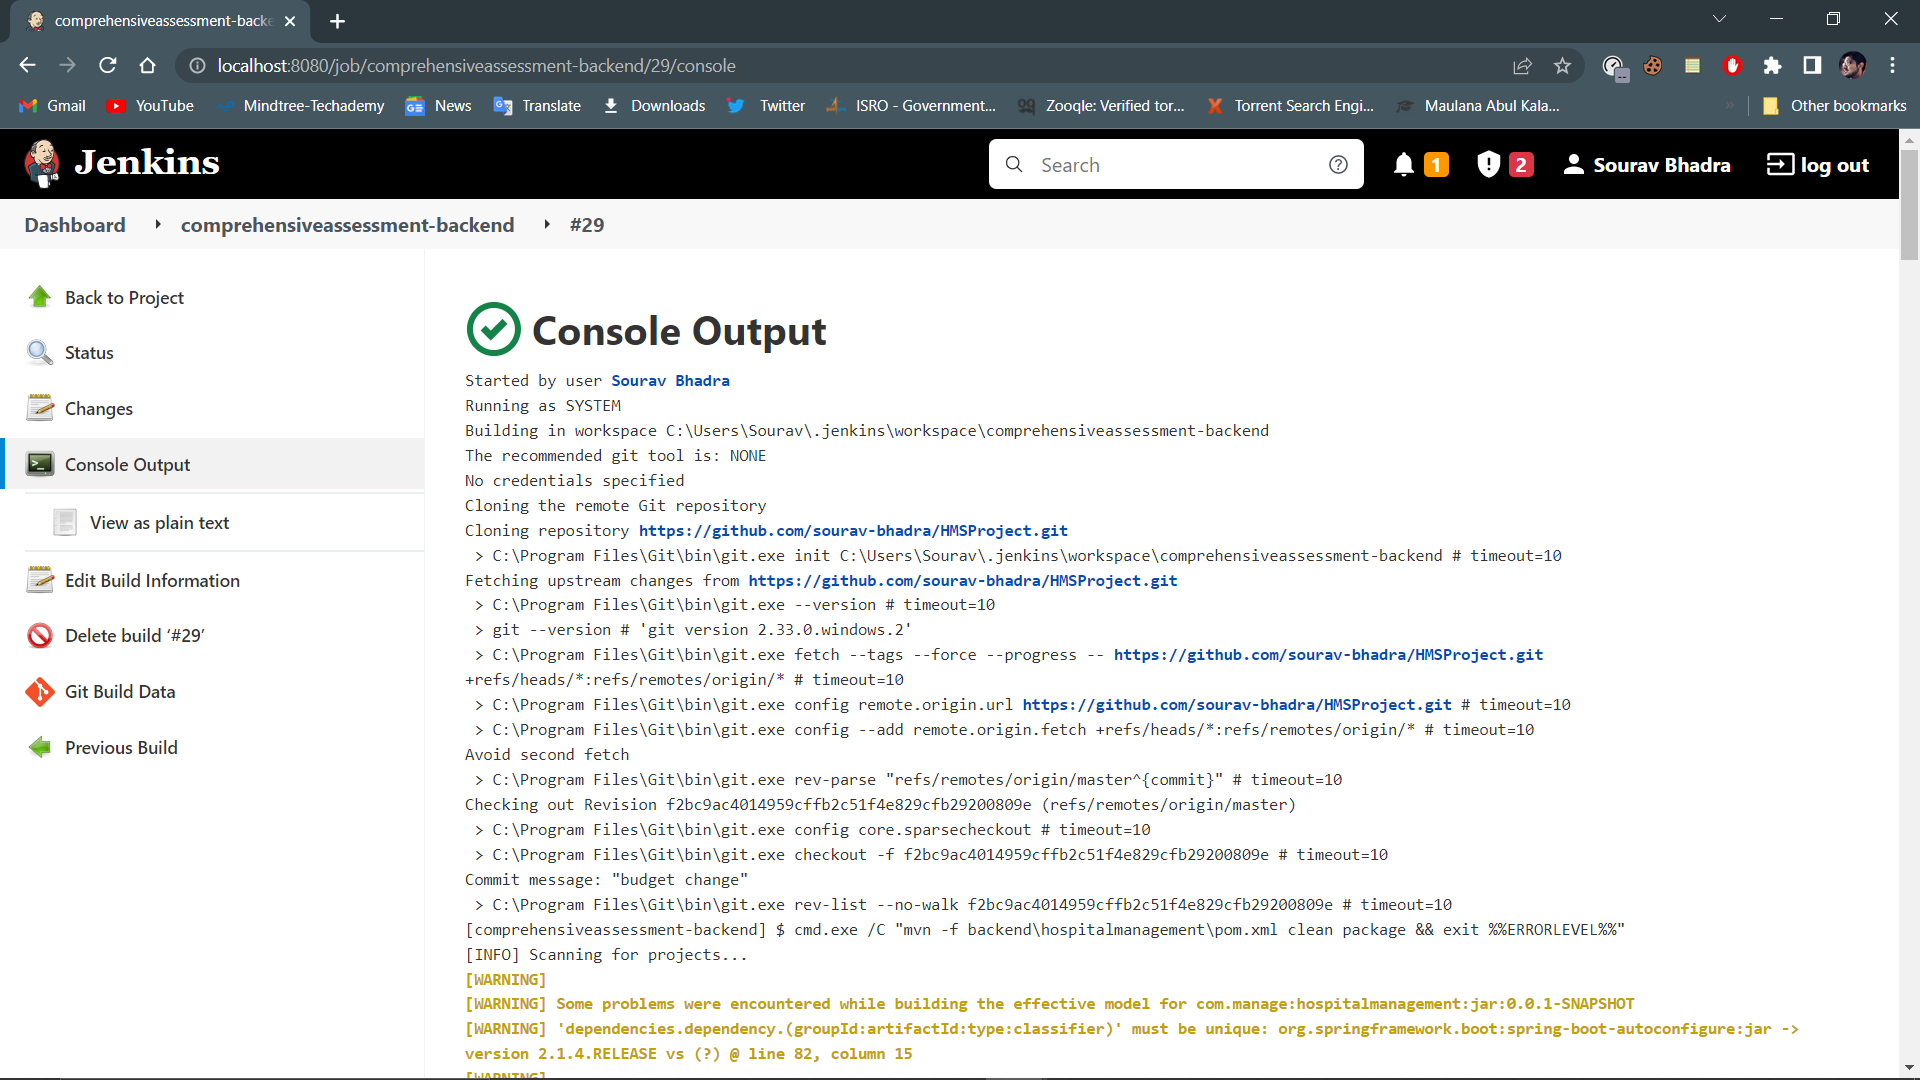 comprehensiveassessment-backe
localhost:8080/job/comprehensiveassessment-backend/29/console
Gmail
YouTube
Mindtree-Techademy
News
Translate
Downloads
Twitter
ISRO - Government...
Zooqle: Verified tor...
Torrent Search Engi...
Maulana Abul Kala...
»
Other bookmarks
Jenkins
Search
1
2
Sourav Bhadra
log out
Dashboard
comprehensiveassessment-backend
#29
Back to Project
Status
Changes
Console Output
View as plain text
Edit Build Information
Delete build ‘#29’
Git Build Data
Previous Build
Console Output
Started by user Sourav Bhadra
Running as SYSTEM
Building in workspace C:\Users\Sourav\.jenkins\workspace\comprehensiveassessment-backend
The recommended git tool is: NONE
No credentials specified
Cloning the remote Git repository
Cloning repository https://github.com/sourav-bhadra/HMSProject.git
> C:\Program Files\Git\bin\git.exe init C:\Users\Sourav\.jenkins\workspace\comprehensiveassessment-backend # timeout=10
Fetching upstream changes from https://github.com/sourav-bhadra/HMSProject.git
> C:\Program Files\Git\bin\git.exe --version # timeout=10
> git --version # 'git version 2.33.0.windows.2'
> C:\Program Files\Git\bin\git.exe fetch --tags --force --progress -- https://github.com/sourav-bhadra/HMSProject.git
+refs/heads/*:refs/remotes/origin/* # timeout=10
> C:\Program Files\Git\bin\git.exe config remote.origin.url https://github.com/sourav-bhadra/HMSProject.git # timeout=10
> C:\Program Files\Git\bin\git.exe config --add remote.origin.fetch +refs/heads/*:refs/remotes/origin/* # timeout=10
Avoid second fetch
> C:\Program Files\Git\bin\git.exe rev-parse "refs/remotes/origin/master^{commit}" # timeout=10
Checking out Revision f2bc9ac4014959cffb2c51f4e829cfb29200809e (refs/remotes/origin/master)
> C:\Program Files\Git\bin\git.exe config core.sparsecheckout # timeout=10
> C:\Program Files\Git\bin\git.exe checkout -f f2bc9ac4014959cffb2c51f4e829cfb29200809e # timeout=10
Commit message: "budget change"
> C:\Program Files\Git\bin\git.exe rev-list --no-walk f2bc9ac4014959cffb2c51f4e829cfb29200809e # timeout=10
[comprehensiveassessment-backend] $ cmd.exe /C "mvn -f backend\hospitalmanagement\pom.xml clean package && exit %%ERRORLEVEL%%"
[INFO] Scanning for projects...
[WARNING]
[WARNING] Some problems were encountered while building the effective model for com.manage:hospitalmanagement:jar:0.0.1-SNAPSHOT
[WARNING] 'dependencies.dependency.(groupId:artifactId:type:classifier)' must be unique: org.springframework.boot:spring-boot-autoconfigure:jar ->
version 2.1.4.RELEASE vs (?) @ line 82, column 15
[WARNING]